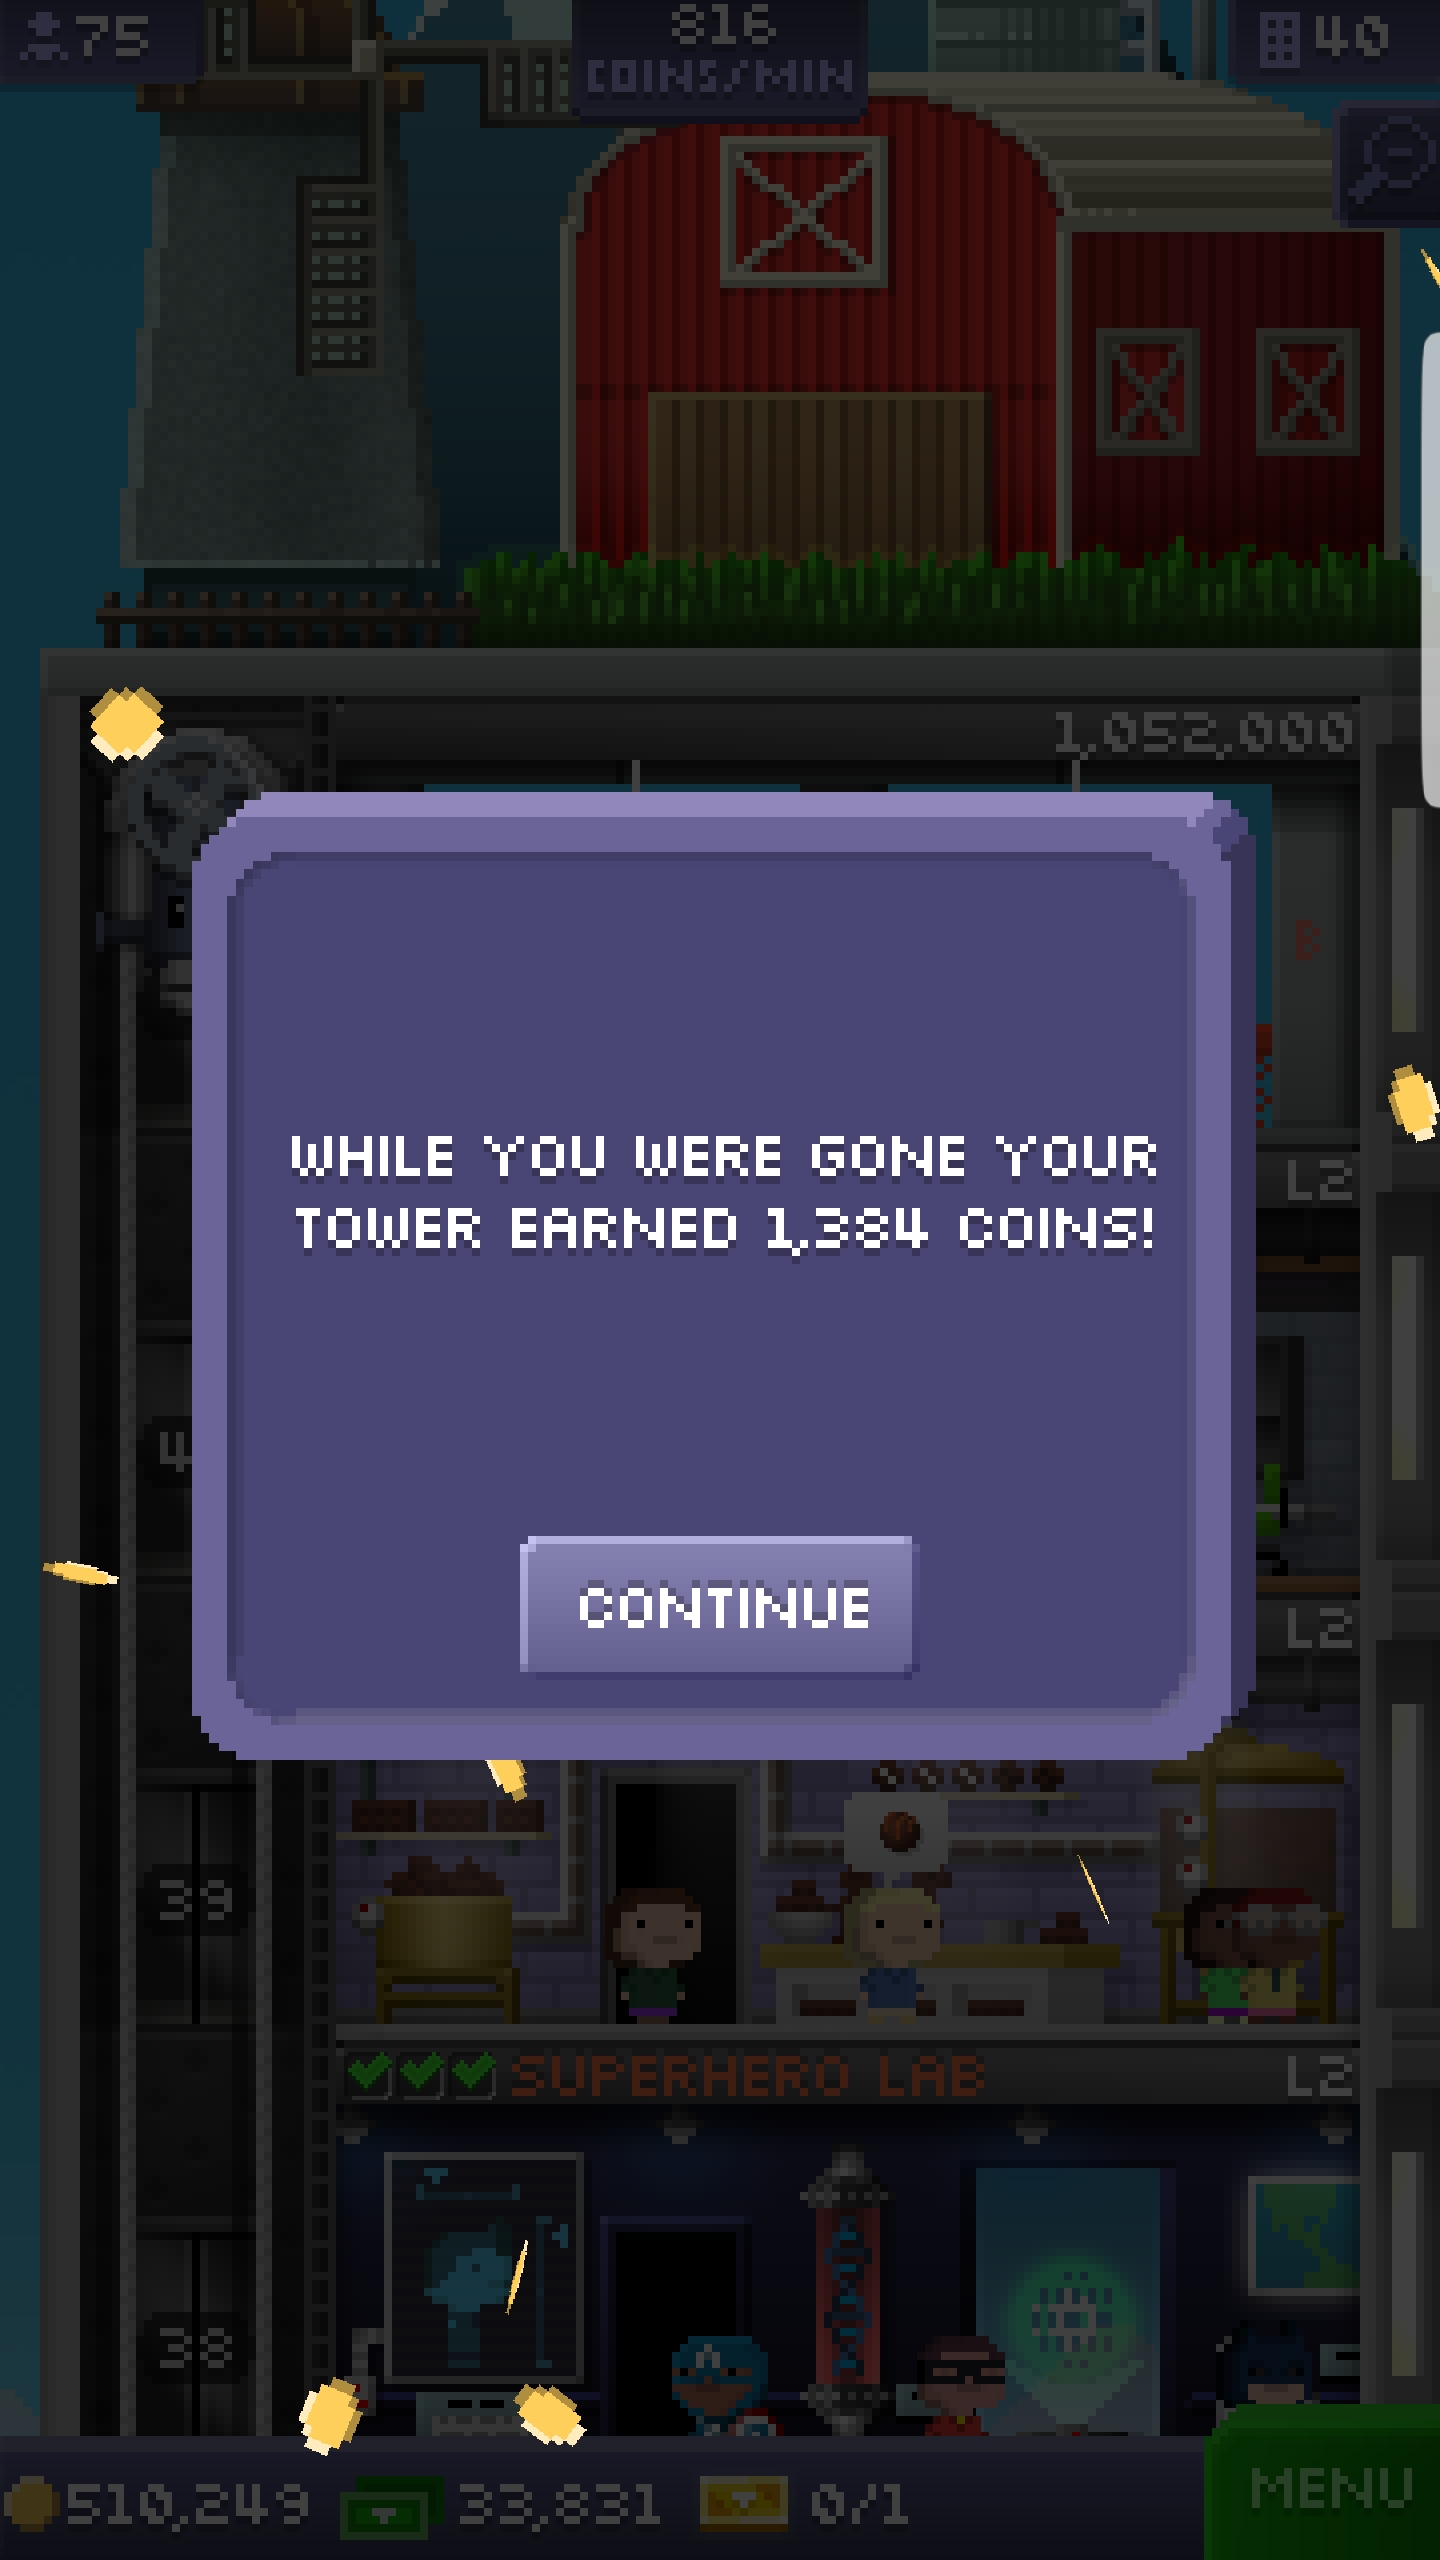 75
816
COINS/MIN
40
1,052,000
B
L2
WHILE YOU WERE GONE YOUR
TOWER EARNED 1,384 COINS!
4
CONTINUE
L2
39
SUPERHERO LAB
L2
38
510,249
33,831
0/1
MENU